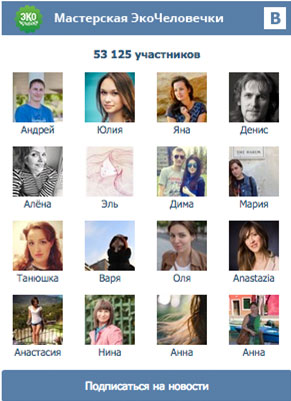 ЭКО Мастерская ЭкоЧеловечки В
53 125 участников
Андрей Юлия Яна Денис
Алёна Эль Дима Мария
Танюшка Варя Оля Anastazia
Анастасия Нина Анна Анна
Подписаться на новости